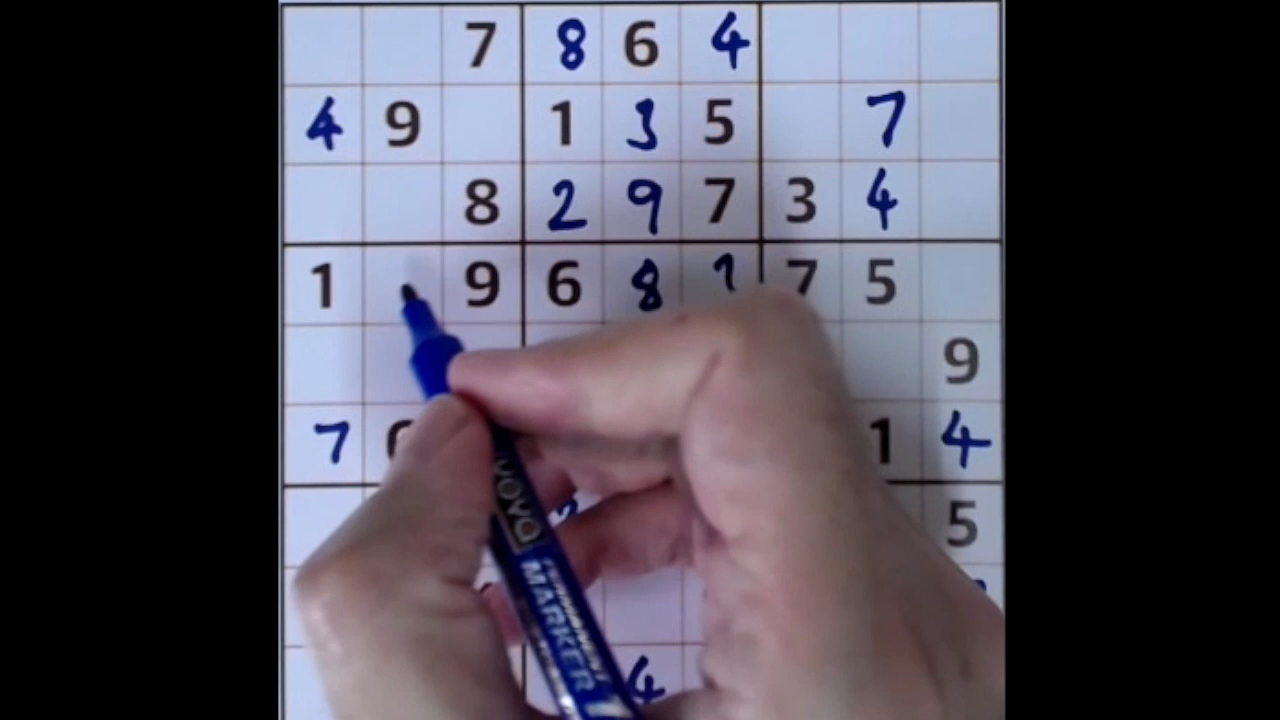 7 8 6 4
4 9 1 3 5 7
8 2 9 7 3 4
1 9 6 8 7 5
9
7 1 4
5
4
MARKER